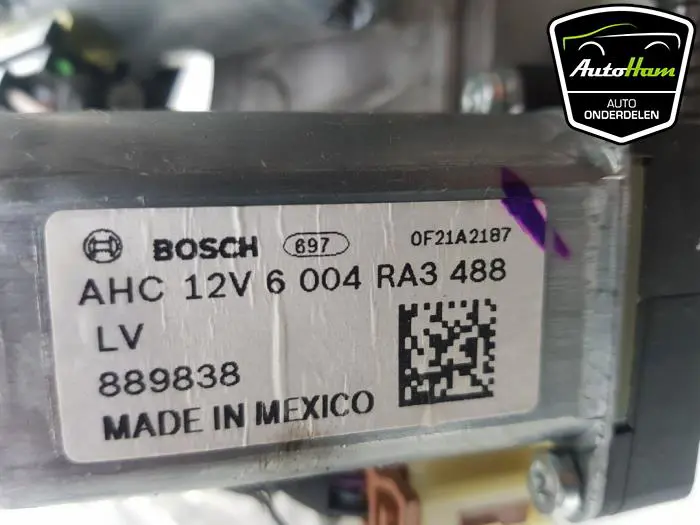 AutoHam
AUTO
ONDERDELEN
BOSCH 697 0F21A2187
AHC 12V 6 004 RA3 488
LV
889838
MADE IN MEXICO